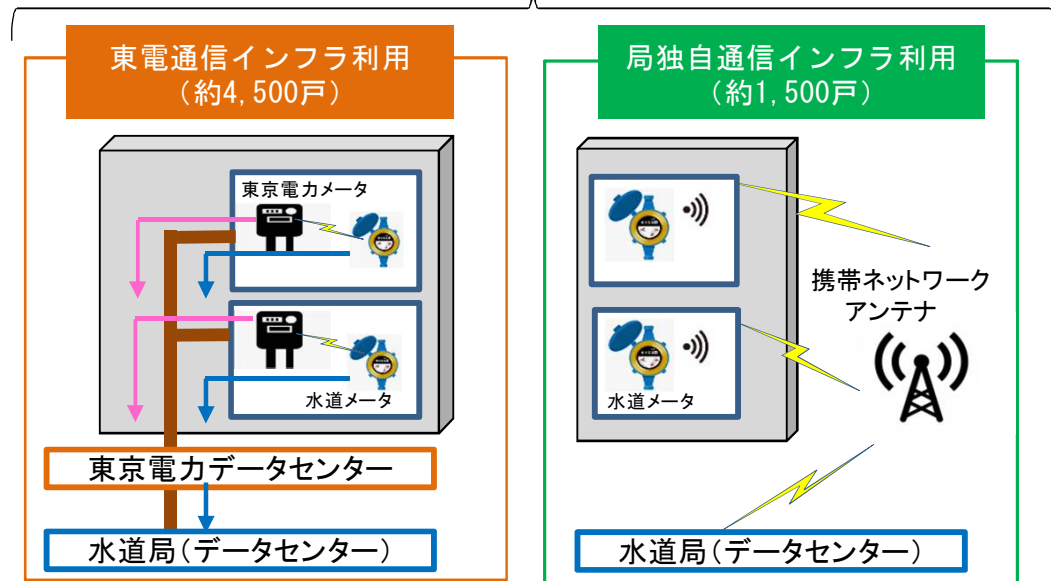 東電通信インフラ利用
（約4,500戸）
東京電力メータ
水道メータ
東京電力データセンター
水道局（データセンター）
局独自通信インフラ利用
（約1,500戸）
水道メータ
携帯ネットワーク
アンテナ
水道局（データセンター）